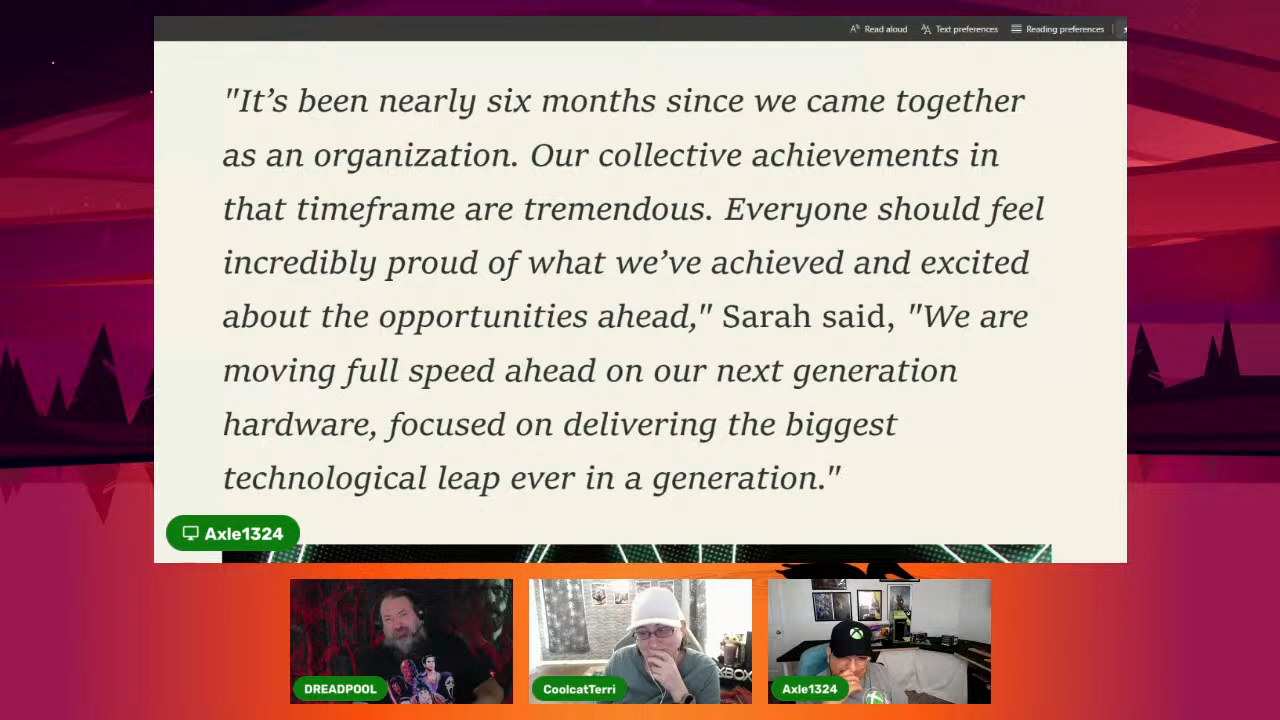 Read aloud
Text preferences
Reading preferences
"It’s been nearly six months since we came together
as an organization. Our collective achievements in
that timeframe are tremendous. Everyone should feel
incredibly proud of what we’ve achieved and excited
about the opportunities ahead," Sarah said, "We are
moving full speed ahead on our next generation
hardware, focused on delivering the biggest
technological leap ever in a generation."
Axle1324
DREADPOOL
CoolcatTerri
XBOX
Axle1324